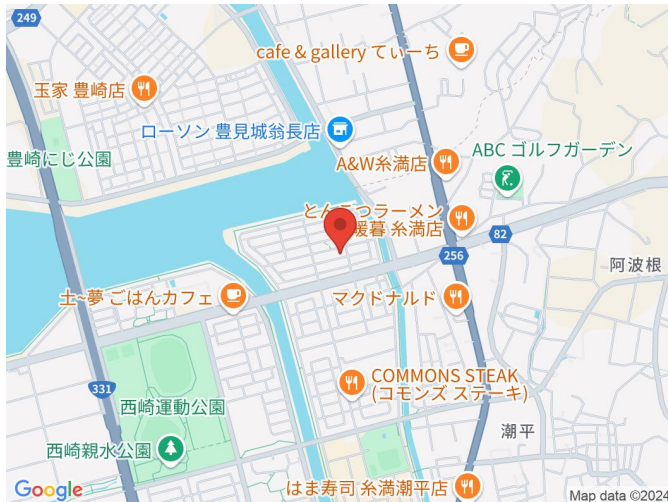 249
cafe & gallery てぃーち
玉家 豊崎店
ローソン 豊見城翁長店
豊崎にじ公園
A&W糸満店
ABC ゴルフガーデン
とんこつラーメン
暖暮 糸満店
82
256
阿波根
土~夢 ごはんカフェ
マクドナルド
331
COMMONS STEAK
(コモンズ ステーキ)
西崎運動公園
潮平
西崎親水公園
はま寿司 糸満潮平店
Google
Map data ©2024